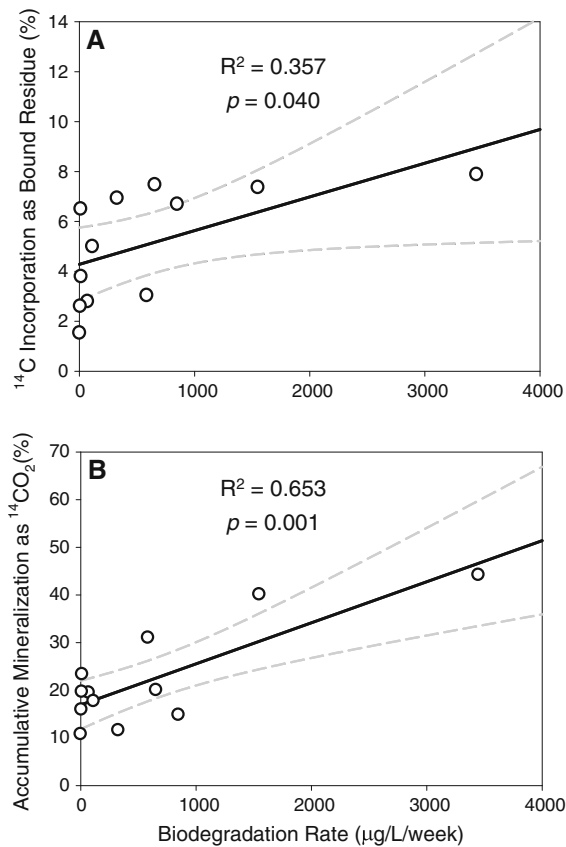 14
12
10
8
6
4
2
0
A
R² = 0.357
p = 0.040
¹⁴C Incorporation as Bound Residue (%)
0 1000 2000 3000 4000
70
60
50
40
30
20
10
0
B
R² = 0.653
p = 0.001
Accumulative Mineralization as ¹⁴CO₂(%)
0 1000 2000 3000 4000
Biodegradation Rate (μg/L/week)